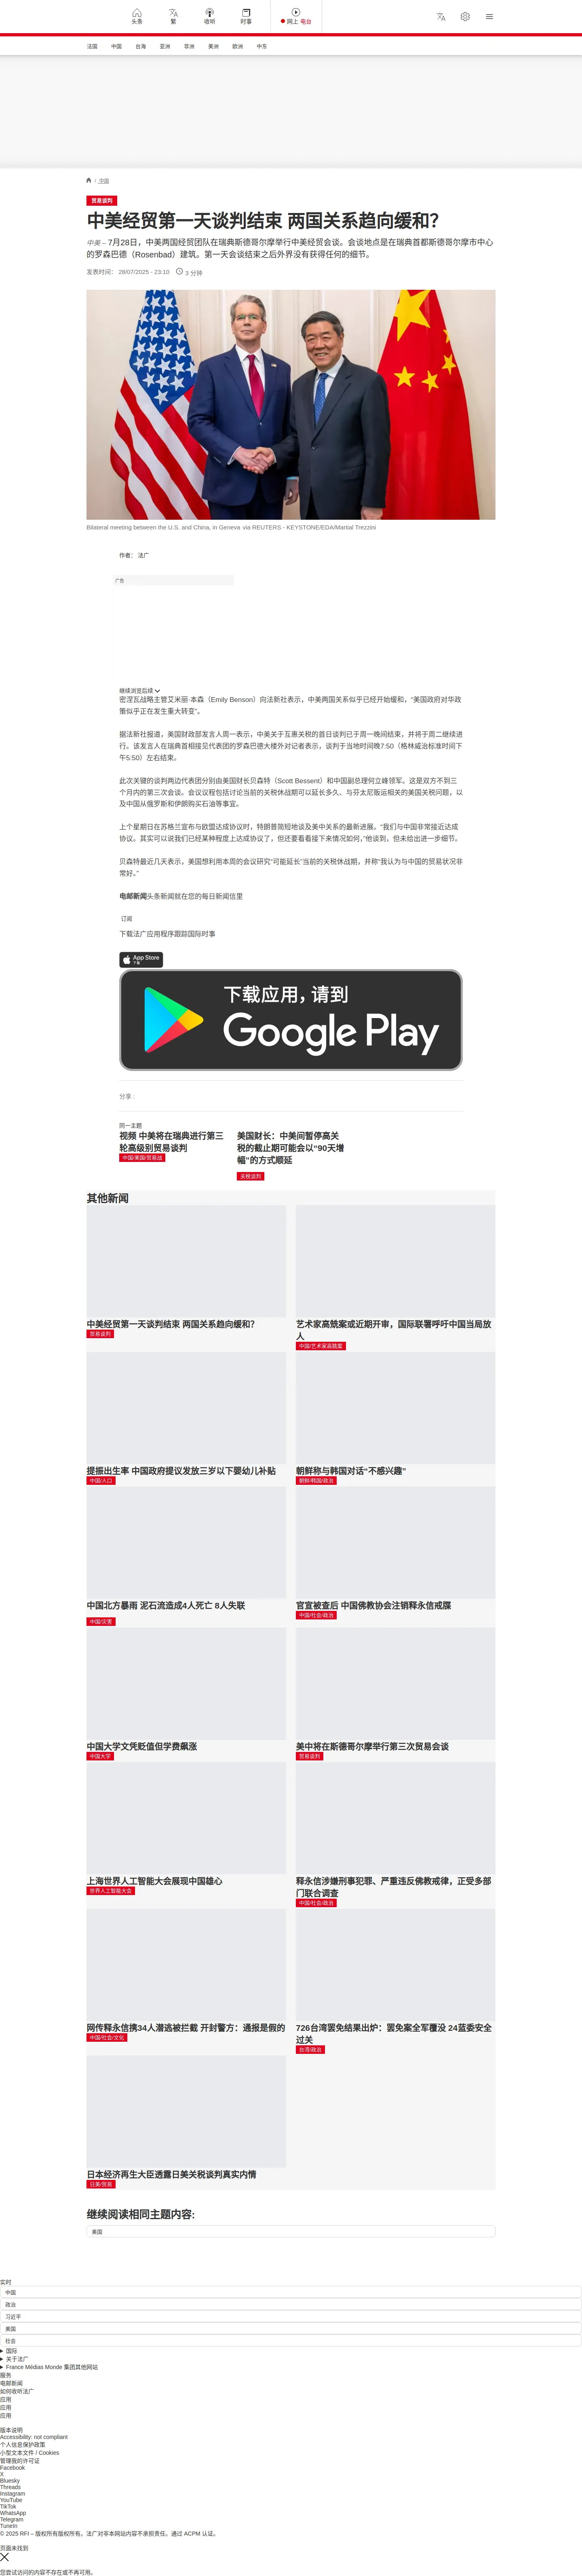 头条
繁
收听
时事
网上 电台
法国 中国 台海 亚洲 非洲 美洲 欧洲 中东
/ 中国
贸易谈判
中美经贸第一天谈判结束 两国关系趋向缓和？
中美 – 7月28日，中美两国经贸团队在瑞典斯德哥尔摩举行中美经贸会谈。会谈地点是在瑞典首都斯德哥尔摩市中心
的罗森巴德（Rosenbad）建筑。第一天会谈结束之后外界没有获得任何的细节。
发表时间： 28/07/2025 - 23:10 3 分钟
Bilateral meeting between the U.S. and China, in Geneva via REUTERS - KEYSTONE/EDA/Martial Trezzini
作者： 法广
广告
继续浏览后续
密涅瓦战略主管艾米丽·本森（Emily Benson）向法新社表示，中美两国关系似乎已经开始缓和，“美国政府对华政
策似乎正在发生重大转变”。
据法新社报道，美国财政部发言人周一表示，中美关于互惠关税的首日谈判已于周一晚间结束，并将于周二继续进
行。该发言人在瑞典首相接见代表团的罗森巴德大楼外对记者表示，谈判于当地时间晚7:50（格林威治标准时间下
午5:50）左右结束。
此次关键的谈判两边代表团分别由美国财长贝森特（Scott Bessent）和中国副总理何立峰领军。这是双方不到三
个月内的第三次会谈。会议议程包括讨论当前的关税休战期可以延长多久、与芬太尼贩运相关的美国关税问题，以
及中国从俄罗斯和伊朗购买石油等事宜。
上个星期日在苏格兰宣布与欧盟达成协议时，特朗普简短地谈及美中关系的最新进展。“我们与中国非常接近达成
协议。其实可以说我们已经某种程度上达成协议了，但还要看看接下来情况如何，”他谈到，但未给出进一步细节。
贝森特最近几天表示，美国想利用本周的会议研究“可能延长”当前的关税休战期，并称“我认为与中国的贸易状况非
常好。”
电邮新闻头条新闻就在您的每日新闻信里
订阅
下载法广应用程序跟踪国际时事
App Store
下载
下载应用，请到
Google Play
分享 :
同一主题
视频 中美将在瑞典进行第三
轮高级别贸易谈判
中国/美国/贸易战
美国财长：中美间暂停高关
税的截止期可能会以“90天增
幅”的方式顺延
关税谈判
其他新闻
中美经贸第一天谈判结束 两国关系趋向缓和？
贸易谈判
艺术家高兟案或近期开审，国际联署呼吁中国当局放
人
中国/艺术家高兟案
提振出生率 中国政府提议发放三岁以下婴幼儿补贴
中国/人口
朝鲜称与韩国对话“不感兴趣”
朝鲜/韩国/政治
中国北方暴雨 泥石流造成4人死亡 8人失联
中国/灾害
官宣被查后 中国佛教协会注销释永信戒牒
中国/社会/政治
中国大学文凭贬值但学费飙涨
中国大学
美中将在斯德哥尔摩举行第三次贸易会谈
贸易谈判
上海世界人工智能大会展现中国雄心
世界人工智能大会
释永信涉嫌刑事犯罪、严重违反佛教戒律，正受多部
门联合调查
中国/社会/政治
网传释永信携34人潜逃被拦截 开封警方：通报是假的
中国/社会/文化
726台湾罢免结果出炉：罢免案全军覆没 24蓝委安全
过关
台湾/政治
日本经济再生大臣透露日美关税谈判真实内情
日美/贸易
继续阅读相同主题内容:
美国
实时
中国
政治
习近平
美国
社会
国际
关于法广
France Médias Monde 集团其他网站
服务
电邮新闻
如何收听法广
应用
应用
应用
版本说明
Accessibility: not compliant
个人信息保护政策
小型文本文件 / Cookies
管理我的许可证
Facebook
X
Bluesky
Threads
Instagram
YouTube
TikTok
WhatsApp
Telegram
TuneIn
© 2025 RFI – 版权所有版权所有。法广对非本网站内容不承担责任。通过 ACPM 认证。
页面未找到
您尝试访问的内容不存在或不再可用。